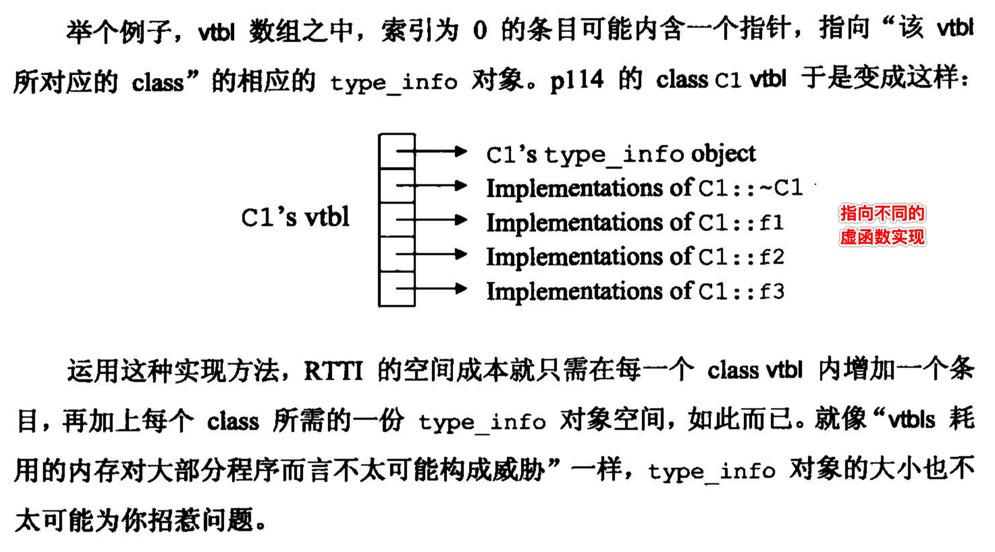 举个例子，vtbl 数组之中，索引为 0 的条目可能内含一个指针，指向“该 vtbl
所对应的 class”的相应的 type_info 对象。p114 的 class C1 vtbl 于是变成这样：
C1's type_info object
Implementations of C1::~C1
C1's vtbl
Implementations of C1::f1
Implementations of C1::f2
Implementations of C1::f3
指向不同的
虚函数实现
运用这种实现方法，RTTI 的空间成本就只需在每一个 class vtbl 内增加一个条
目，再加上每个 class 所需的一份 type_info 对象空间，如此而已。就像“vtbls 耗
用的内存对大部分程序而言不太可能构成威胁”一样，type_info 对象的大小也不
太可能为你招惹问题。